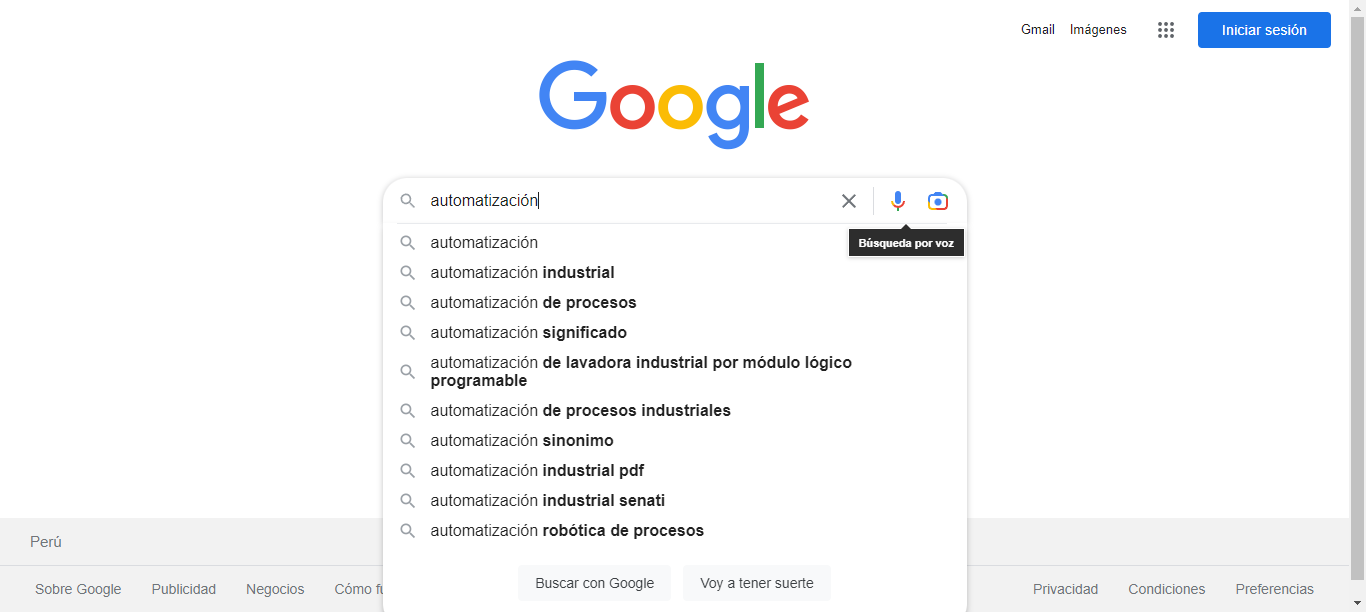 Gmail Imágenes Iniciar sesión
Google
automatización
Búsqueda por voz
automatización
automatización industrial
automatización de procesos
automatización significado
automatización de lavadora industrial por módulo lógico
programable
automatización de procesos industriales
automatización sinonimo
automatización industrial pdf
automatización industrial senati
automatización robótica de procesos
Perú
Buscar con Google Voy a tener suerte
Sobre Google Publicidad Negocios Cómo Privacidad Condiciones Preferencias